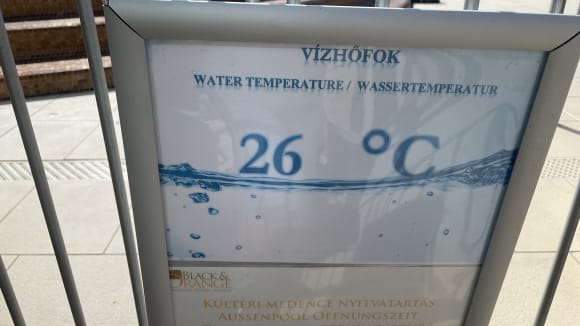 VÍZHŐFOK
WATER TEMPERATURE / WASSERTEMPERATUR
26 °C
BLACK &
ORANGE
KÜLTÉRI MEDENCE NYITVATARTÁS
AUSSENPOOL ÖFFNUNGSZEIT